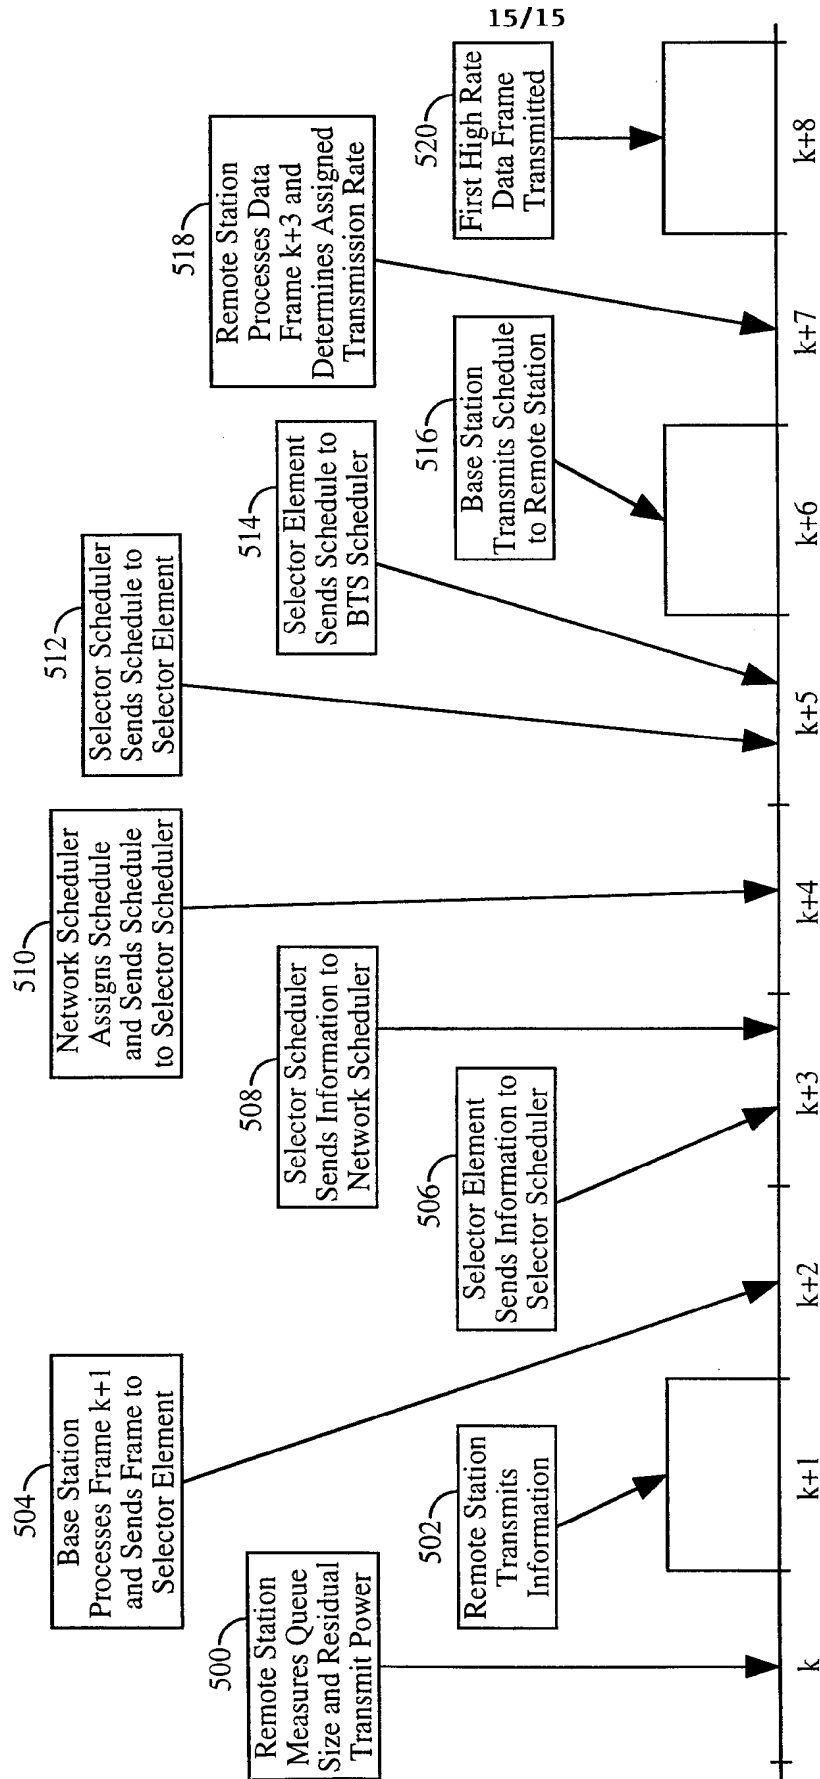 15/15
500
Remote Station
Measures Queue
Size and Residual
Transmit Power
502
Remote Station
Transmits
Information
504
Base Station
Processes Frame k+1
and Sends Frame to
Selector Element
506
Selector Element
Sends Information to
Selector Scheduler
508
Selector Scheduler
Sends Information to
Network Scheduler
510
Network Scheduler
Assigns Schedule
and Sends Schedule
to Selector Scheduler
512
Selector Scheduler
Sends Schedule to
Selector Element
514
Selector Element
Sends Schedule to
BTS Scheduler
516
Base Station
Transmits Schedule
to Remote Station
518
Remote Station
Processes Data
Frame k+3 and
Determines Assigned
Transmission Rate
520
First High Rate
Data Frame
Transmitted
k
k+1
k+2
k+3
k+4
k+5
k+6
k+7
k+8